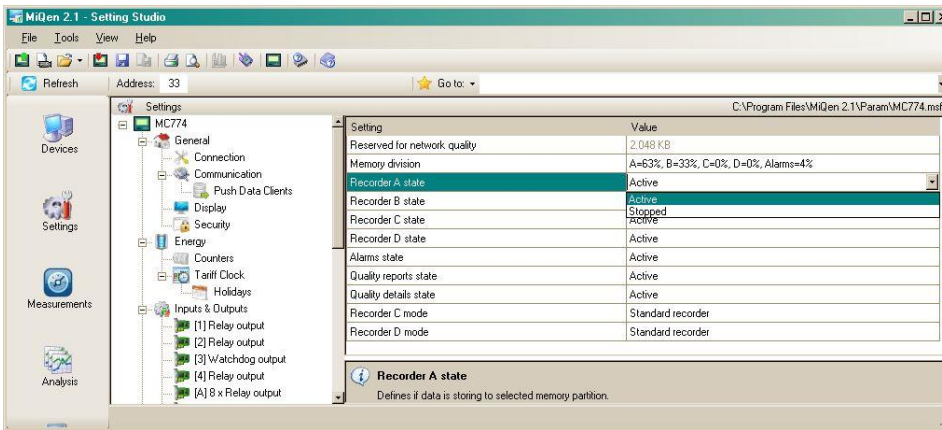 MiQen 2.1 - Setting Studio
File Tools View Help
Refresh Address: 33 Go to:
Settings C:\Program Files\MiQen 2.1\Param\MC774.msf
Devices
Settings
Measurements
Analysis
MC774
General
Connection
Communication
Push Data Clients
Display
Security
Energy
Counters
Tariff Clock
Holidays
Inputs & Outputs
[1] Relay output
[2] Relay output
[3] Watchdog output
[4] Relay output
[A] 8 x Relay output
Setting Value
Reserved for network quality 2.048 KB
Memory division A=63%, B=33%, C=0%, D=0%, Alarms=4%
Recorder A state Active
Recorder B state Active
Stopped
Recorder C state Active
Recorder D state Active
Alarms state Active
Quality reports state Active
Quality details state Active
Recorder C mode Standard recorder
Recorder D mode Standard recorder
Recorder A state
Defines if data is storing to selected memory partition.